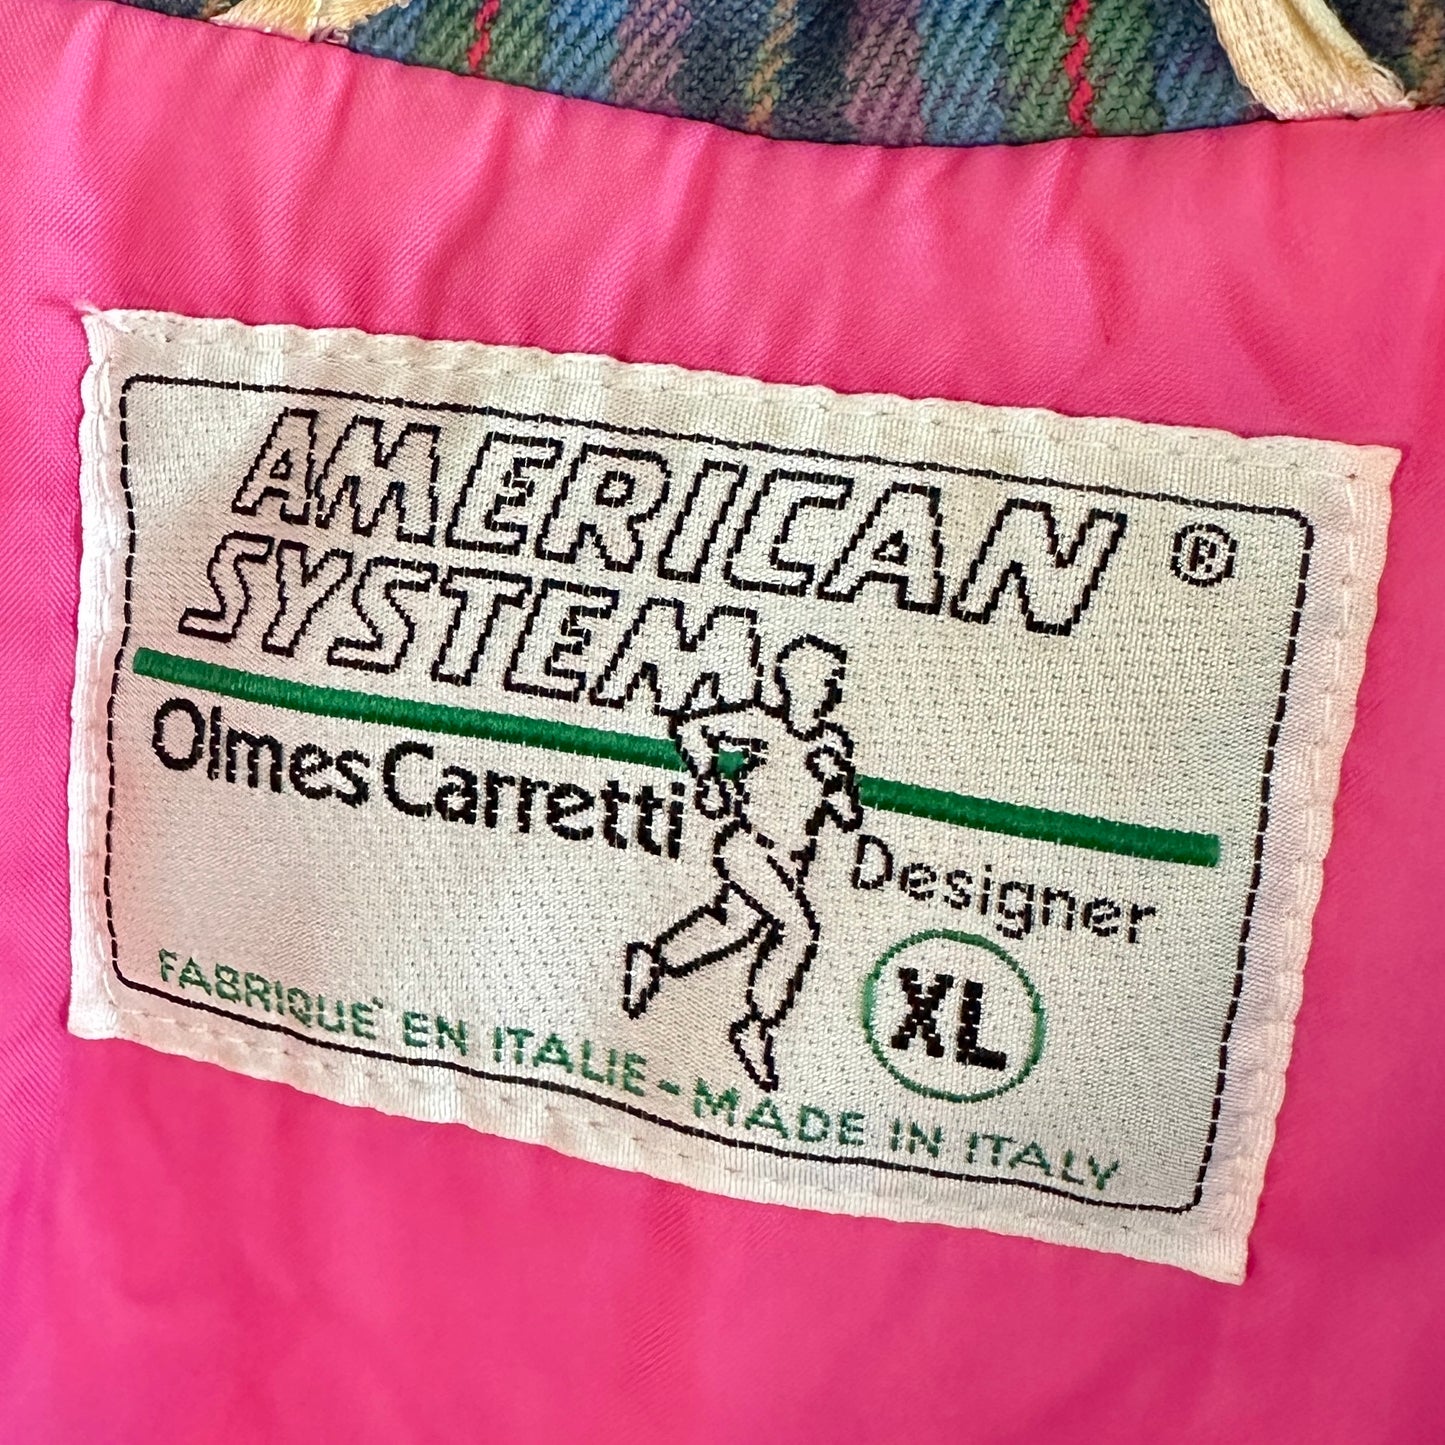 AMERICAN ®
SYSTEM
Olmes Carretti
Designer
XL
FABRIQUE' EN ITALIE - MADE IN ITALY